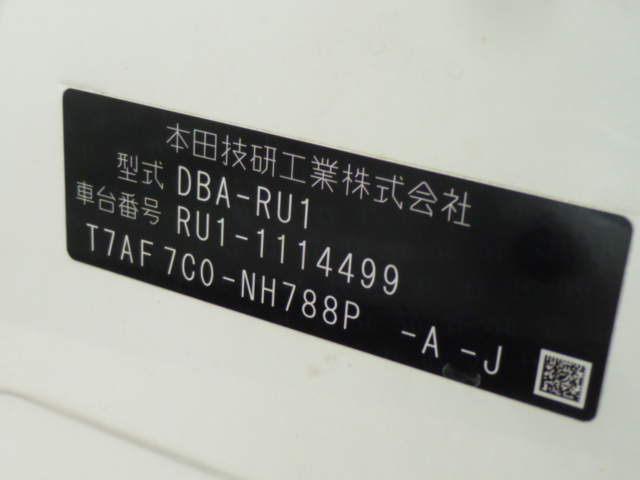 本田技研工業株式会社
型式 DBA-RU1
車台番号 RU1-1114499
T7AF7C0-NH788P -A -J